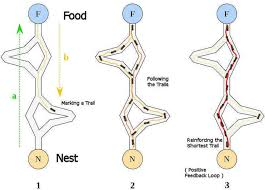 Food
F
F
F
a
b
Marking a Trail
Following
the Trails
Reinforcing the
Shortest Trail
Nest
N
N
N
( Positive
Feedback Loop )
1
2
3